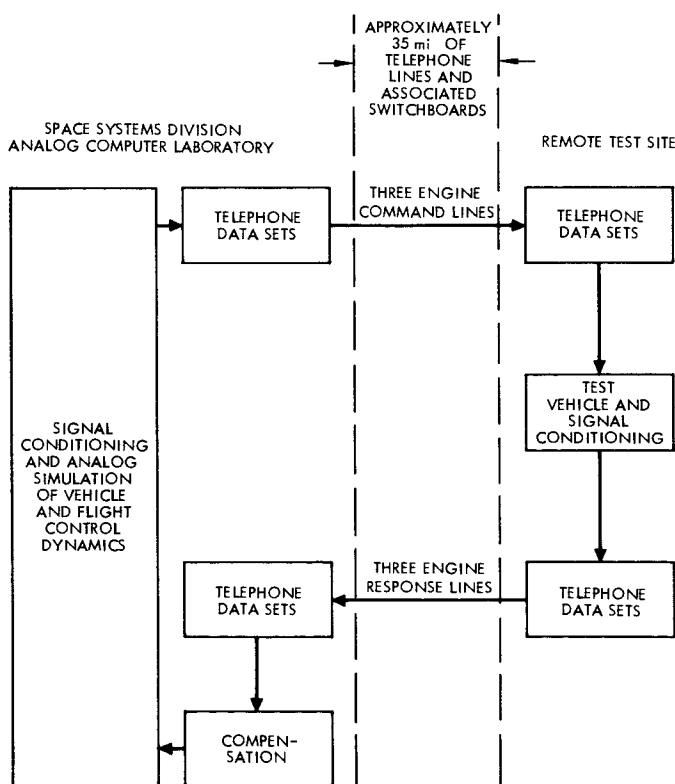 APPROXIMATELY
35 mi OF
TELEPHONE
LINES AND
ASSOCIATED
SWITCHBOARDS
SPACE SYSTEMS DIVISION
ANALOG COMPUTER LABORATORY
REMOTE TEST SITE
TELEPHONE
DATA SETS
THREE ENGINE
COMMAND LINES
TELEPHONE
DATA SETS
SIGNAL
CONDITIONING
AND ANALOG
SIMULATION
OF VEHICLE
AND FLIGHT
CONTROL
DYNAMICS
TEST
VEHICLE AND
SIGNAL
CONDITIONING
TELEPHONE
DATA SETS
THREE ENGINE
RESPONSE LINES
TELEPHONE
DATA SETS
COMPEN-
SATION